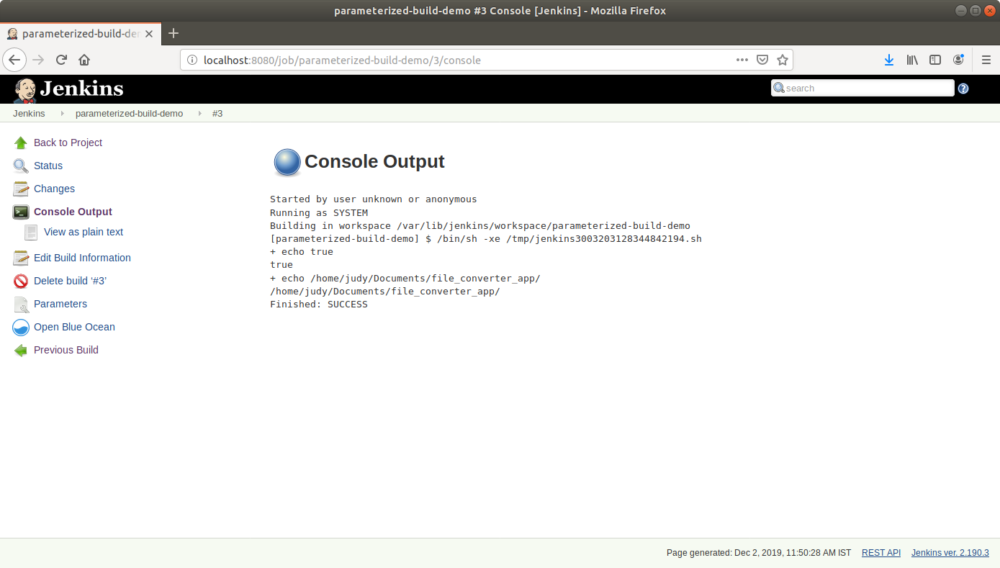 parameterized-build-demo #3 Console [Jenkins] - Mozilla Firefox
parameterized-build-de
localhost:8080/job/parameterized-build-demo/3/console
Jenkins
search
Jenkins parameterized-build-demo #3
Back to Project
Status
Changes
Console Output
View as plain text
Edit Build Information
Delete build ‘#3’
Parameters
Open Blue Ocean
Previous Build
Console Output
Started by user unknown or anonymous
Running as SYSTEM
Building in workspace /var/lib/jenkins/workspace/parameterized-build-demo
[parameterized-build-demo] $ /bin/sh -xe /tmp/jenkins3003203128344842194.sh
+ echo true
true
+ echo /home/judy/Documents/file_converter_app/
/home/judy/Documents/file_converter_app/
Finished: SUCCESS
Page generated: Dec 2, 2019, 11:50:28 AM IST REST API Jenkins ver. 2.190.3